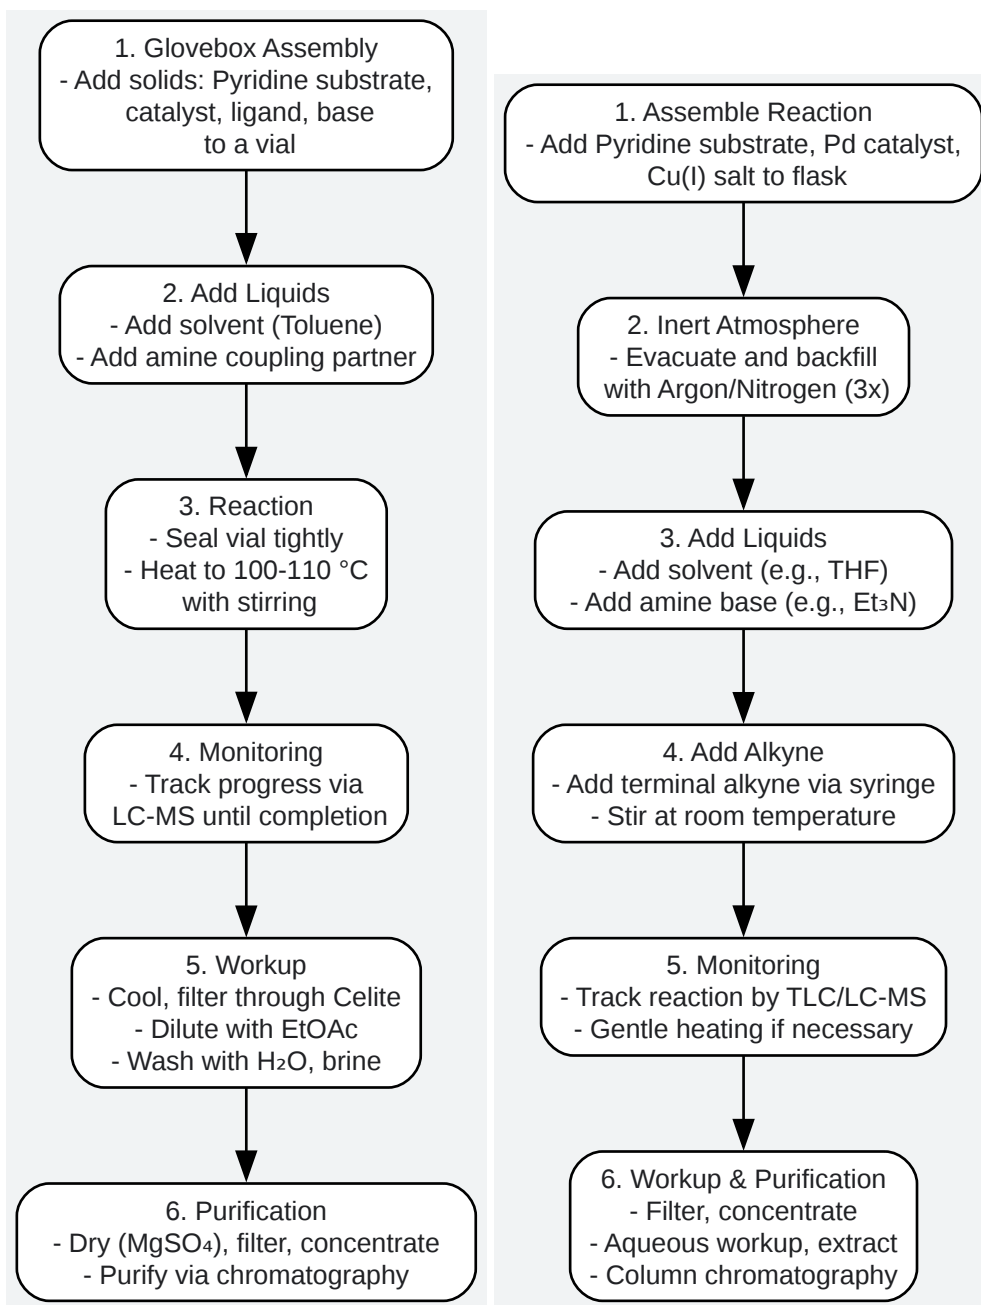 1. Glovebox Assembly
- Add solids: Pyridine substrate,
catalyst, ligand, base
to a vial
2. Add Liquids
- Add solvent (Toluene)
- Add amine coupling partner
3. Reaction
- Seal vial tightly
- Heat to 100-110 °C
with stirring
4. Monitoring
- Track progress via
LC-MS until completion
5. Workup
- Cool, filter through Celite
- Dilute with EtOAc
- Wash with H₂O, brine
6. Purification
- Dry (MgSO₄), filter, concentrate
- Purify via chromatography
1. Assemble Reaction
- Add Pyridine substrate, Pd catalyst,
Cu(I) salt to flask
2. Inert Atmosphere
- Evacuate and backfill
with Argon/Nitrogen (3x)
3. Add Liquids
- Add solvent (e.g., THF)
- Add amine base (e.g., Et₃N)
4. Add Alkyne
- Add terminal alkyne via syringe
- Stir at room temperature
5. Monitoring
- Track reaction by TLC/LC-MS
- Gentle heating if necessary
6. Workup & Purification
- Filter, concentrate
- Aqueous workup, extract
- Column chromatography